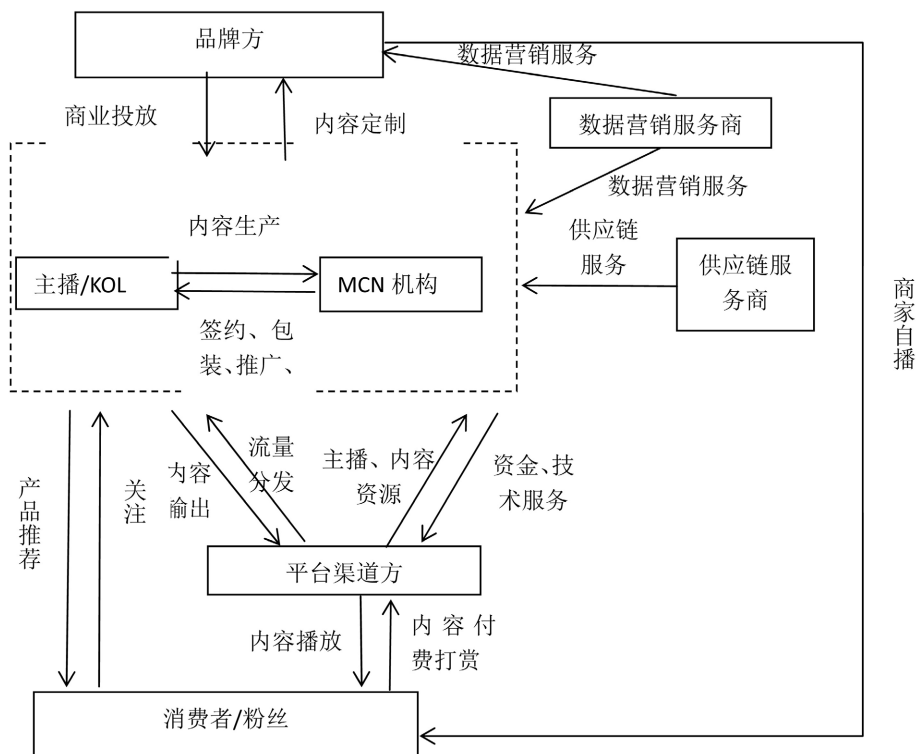 品牌方
数据营销服务
商业投放
内容定制
数据营销服务商
数据营销服务
内容生产
供应链
服务
供应链服
务商
主播/KOL
MCN 机构
签约、包
装、推广、
商家自播
流量
分发
内容
输出
主播、内容
资源
资金、技
术服务
产品推荐
关注
平台渠道方
内容播放
内 容 付
费打赏
消费者/粉丝